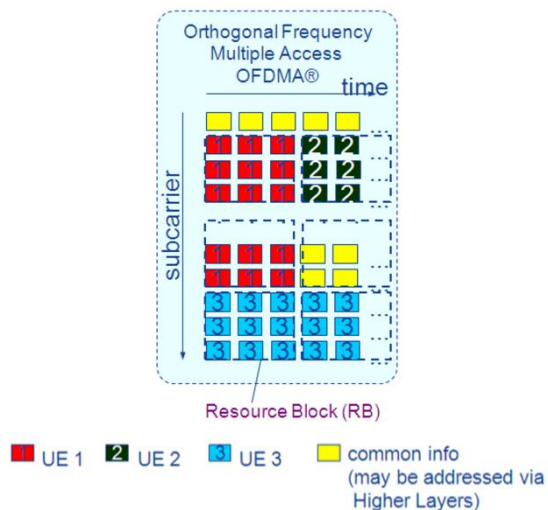 Orthogonal Frequency
Multiple Access
OFDMA®
time
subcarrier
1 1 1 2 2
1 1 1 2 2
1 1 1 2 2
1 1 1
1 1 1
3 3 3 3 3
3 3 3 3 3
3 3 3 3 3
Resource Block (RB)
1 UE 1 2 UE 2 3 UE 3 common info
(may be addressed via
Higher Layers)